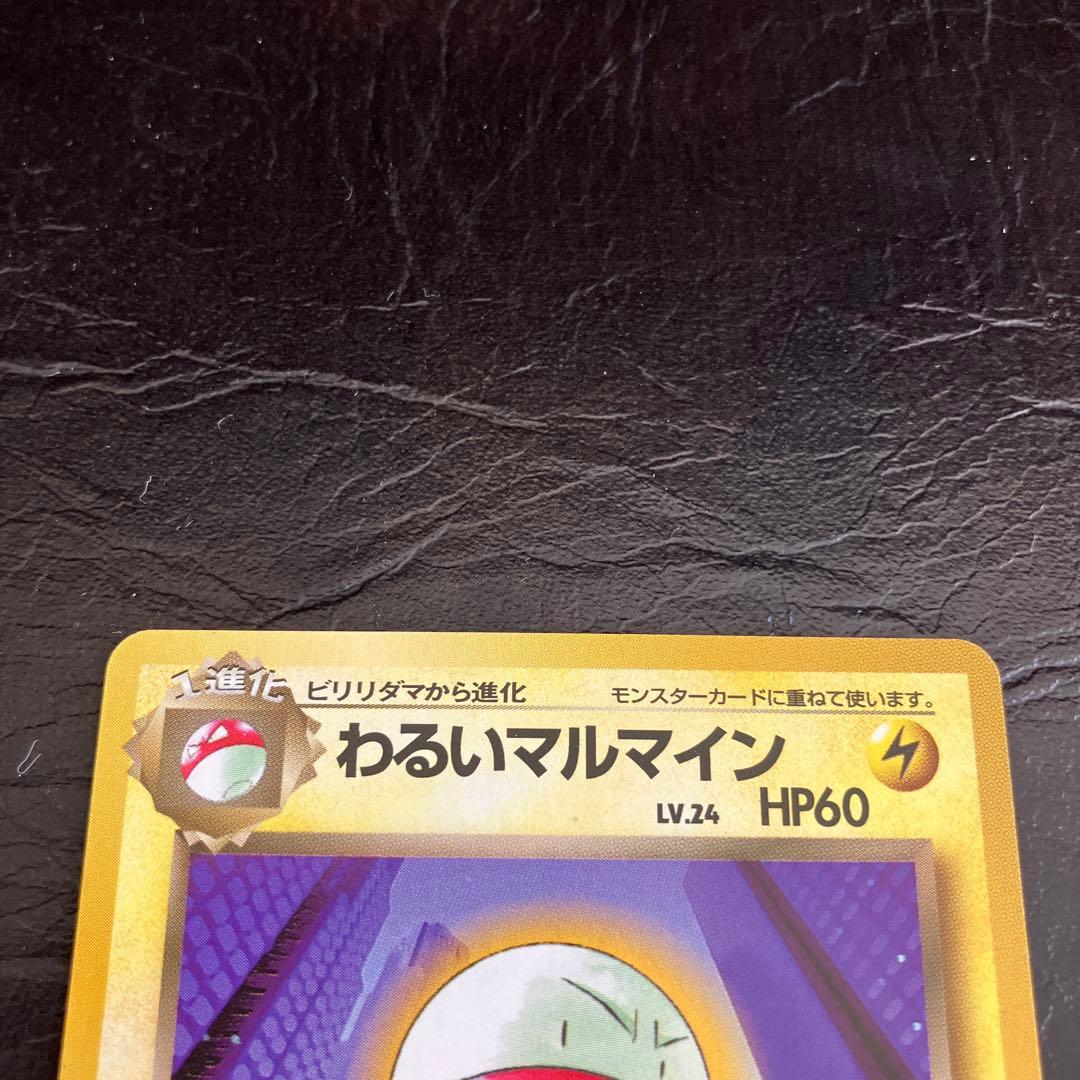 1進化
ビリリダマから進化
モンスターカードに重ねて使います。
わるいマルマイン
LV.24 HP60